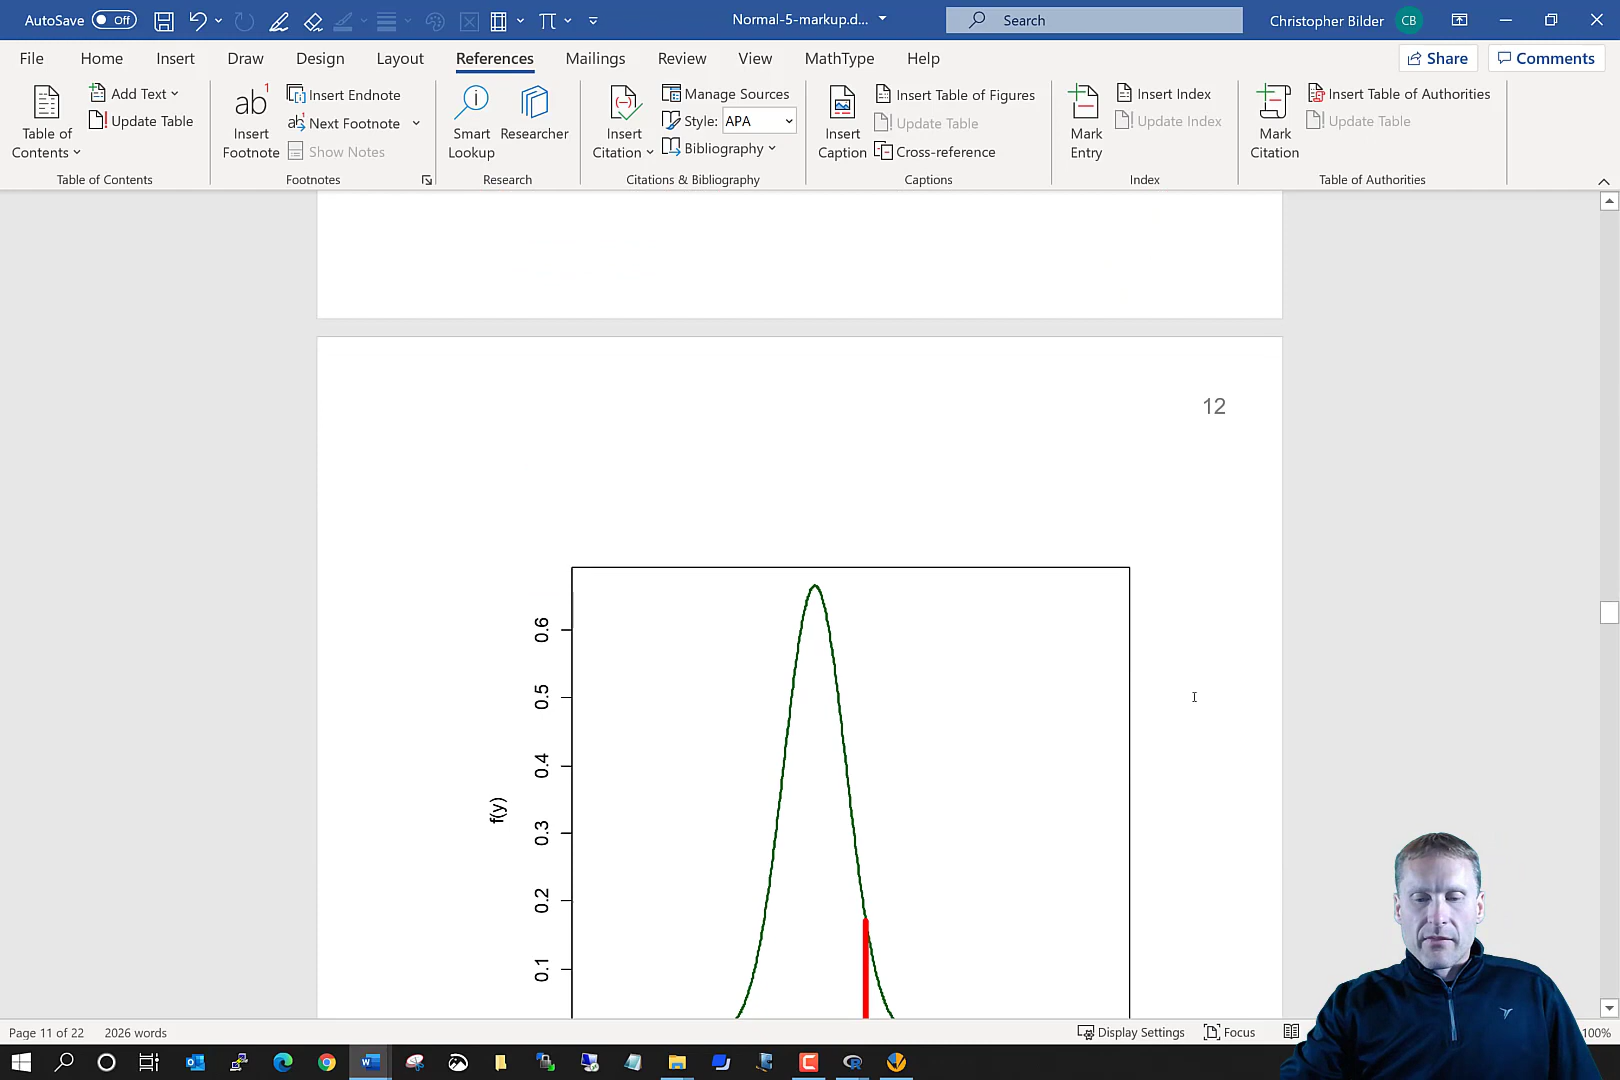 AutoSave Off Normal-5-markup.d... Search Christopher Bilder CB
File Home Insert Draw Design Layout References Mailings Review View MathType Help Share Comments
Table of Contents
Add Text
Update Table
Table of Contents
ab1
Insert Footnote
Insert Endnote
Next Footnote
Show Notes
Footnotes
Smart Lookup
Researcher
Research
Insert Citation
Manage Sources
Style: APA
Bibliography
Citations & Bibliography
Insert Caption
Insert Table of Figures
Update Table
Cross-reference
Captions
Mark Entry
Insert Index
Update Index
Index
Mark Citation
Insert Table of Authorities
Update Table
Table of Authorities
12
f(y)
0.6
0.5
0.4
0.3
0.2
0.1
Page 11 of 22 2026 words Display Settings Focus 100%